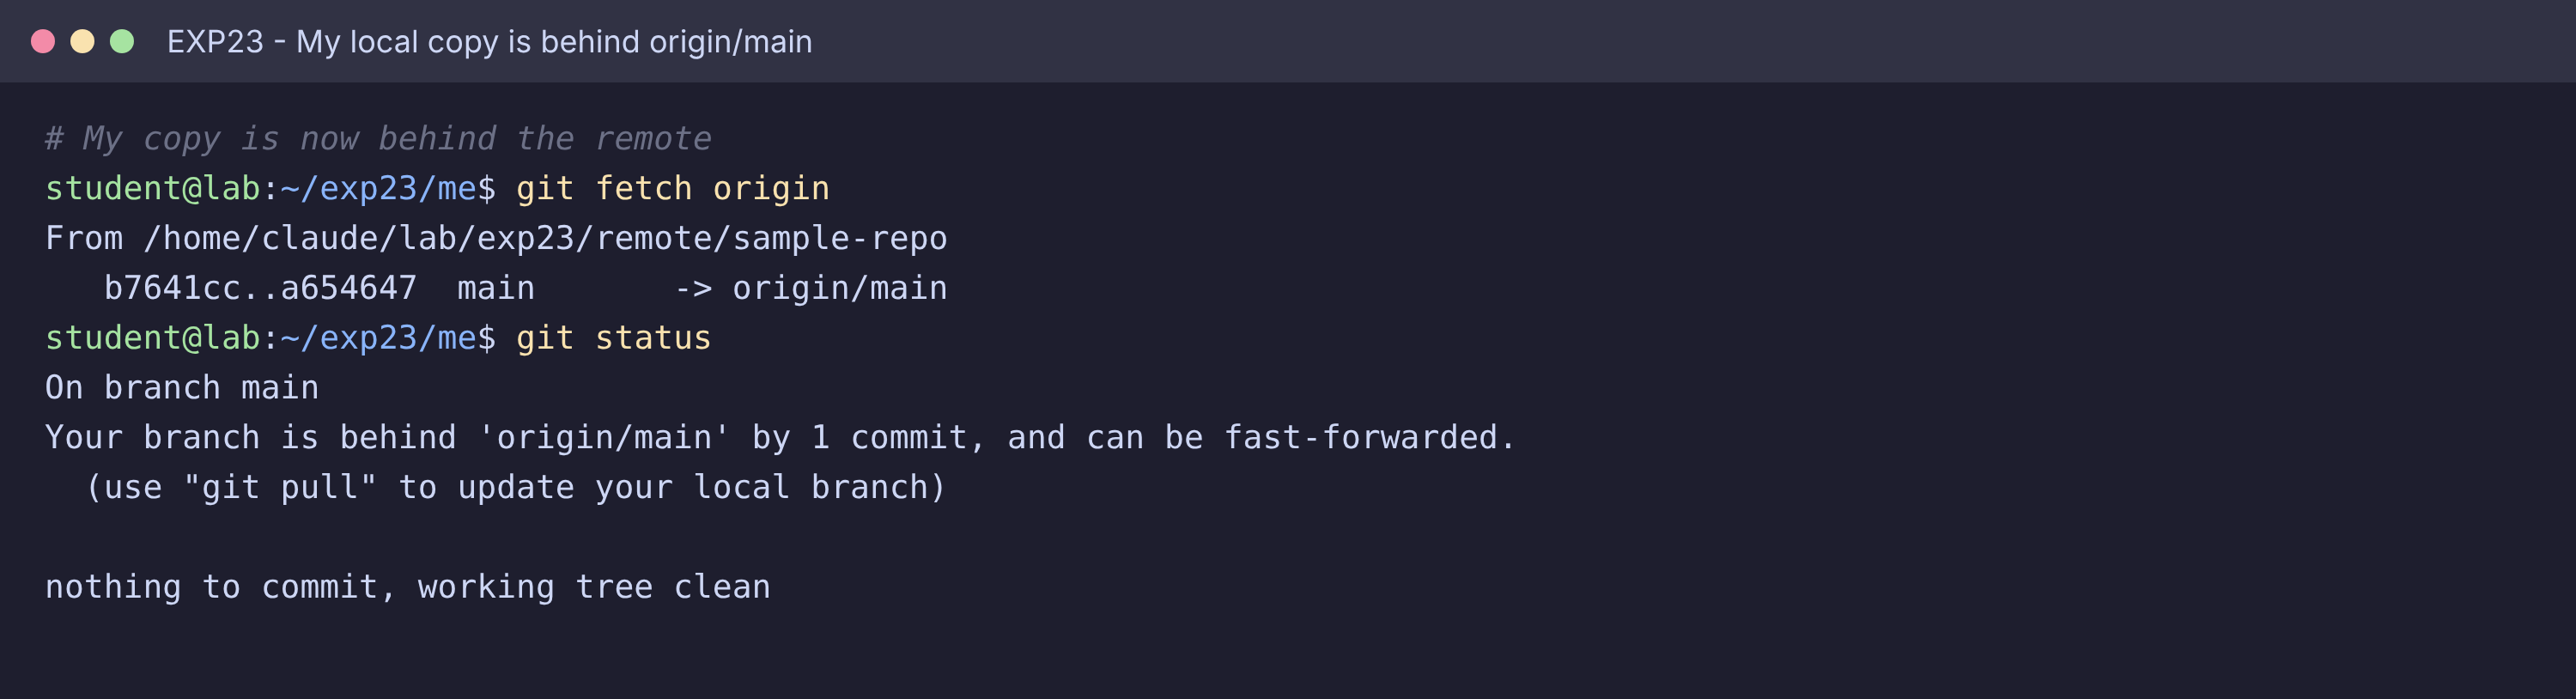 EXP23 - My local copy is behind origin/main
# My copy is now behind the remote
student@lab:~/exp23/me$ git fetch origin
From /home/claude/lab/exp23/remote/sample-repo
   b7641cc..a654647  main       -> origin/main
student@lab:~/exp23/me$ git status
On branch main
Your branch is behind 'origin/main' by 1 commit, and can be fast-forwarded.
  (use "git pull" to update your local branch)
nothing to commit, working tree clean